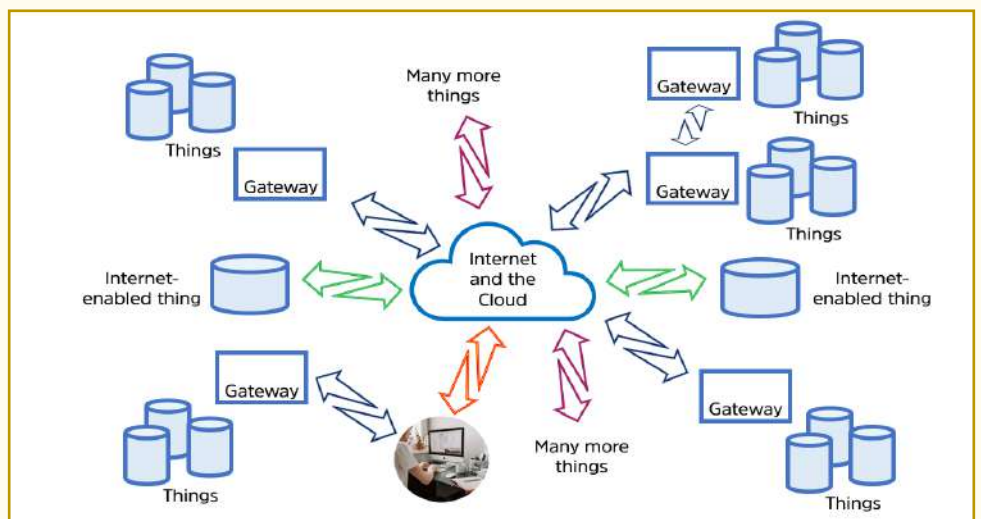 Many more
things
Gateway
Things
Things
Gateway
Gateway
Things
Internet-
enabled thing
Internet
and the
Cloud
Internet-
enabled thing
Gateway
Things
Many more
things
Gateway
Things